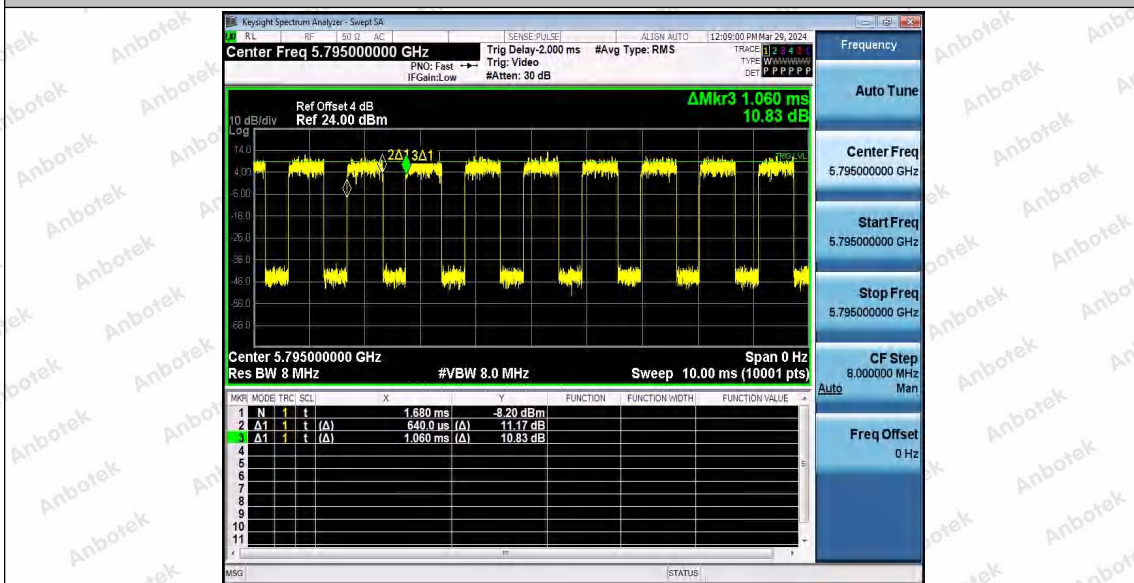 Keysight Spectrum Analyzer - Swept SA
RL RF 50 Ω AC SENSE:PULSE ALIGN AUTO 12:09:00 PM Mar 29, 2024
Center Freq 5.795000000 GHz Trig Delay-2.000 ms #Avg Type: RMS TRACE 1 2 3 4 5 6
PNO: Fast Trig: Video TYPE W
IFGain:Low #Atten: 30 dB DET P P P P P P
Frequency
Auto Tune
Center Freq
5.795000000 GHz
Start Freq
5.795000000 GHz
Stop Freq
5.795000000 GHz
CF Step
8.000000 MHz
Auto Man
Freq Offset
0 Hz
ΔMkr3 1.060 ms
10.83 dB
Ref Offset 4 dB
10 dB/div Ref 24.00 dBm
Log
14.0
4.00
-6.00
-16.0
-26.0
-36.0
-46.0
-56.0
-66.0
2Δ1 3Δ1
TRIG LVL
Center 5.795000000 GHz Span 0 Hz
Res BW 8 MHz #VBW 8.0 MHz Sweep 10.00 ms (10001 pts)
MKR MODE TRC SCL X Y FUNCTION FUNCTION WIDTH FUNCTION VALUE
1 N 1 t 1.680 ms -8.20 dBm
2 Δ1 1 t (Δ) 640.0 us (Δ) 11.17 dB
3 Δ1 1 t (Δ) 1.060 ms (Δ) 10.83 dB
4
5
6
7
8
9
10
11
MSG STATUS
Anbotek